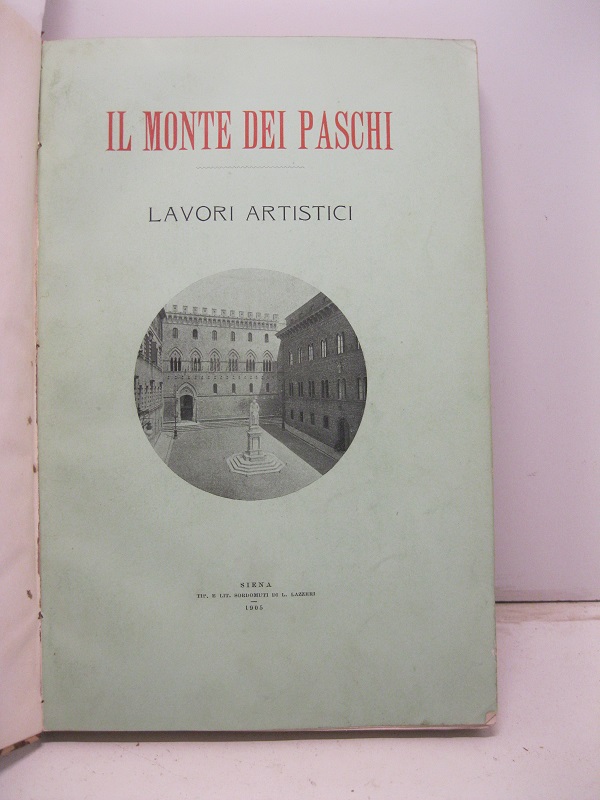 IL MONTE DEI PASCHI
LAVORI ARTISTICI
SIENA
TIP. E LIT. SORDOMUTI DI L. LAZZERI
1905